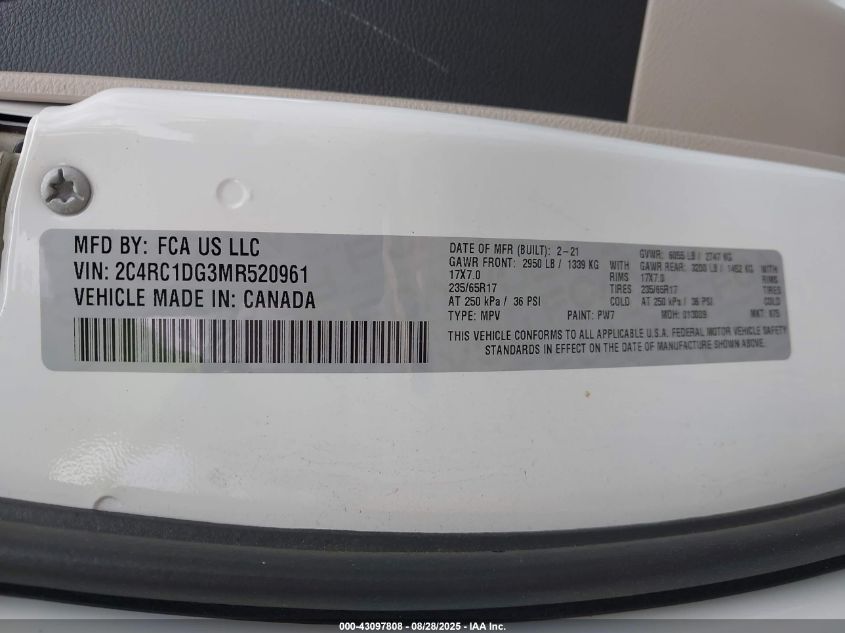 MFD BY: FCA US LLC
VIN: 2C4RC1DG3MR520961
VEHICLE MADE IN: CANADA
DATE OF MFR (BUILT): 2-21 GVWR: 6055 LB / 2747 KG
GAWR FRONT: 2950 LB / 1339 KG WITH GAWR REAR: 3200 LB / 1452 KG WITH
17X7.0 RIMS 17X7.0 RIMS
235/65R17 TIRES 235/65R17 TIRES
AT 250 kPa / 36 PSI COLD AT 250 kPa / 36 PSI COLD
TYPE: MPV PAINT: PW7 MDH: 013009 MKT:
THIS VEHICLE CONFORMS TO ALL APPLICABLE U.S.A. FEDERAL MOTOR VEHICLE SAFETY
STANDARDS IN EFFECT ON THE DATE OF MANUFACTURE SHOWN ABOVE.
000-43097808 - 08/28/2025 - IAA Inc.